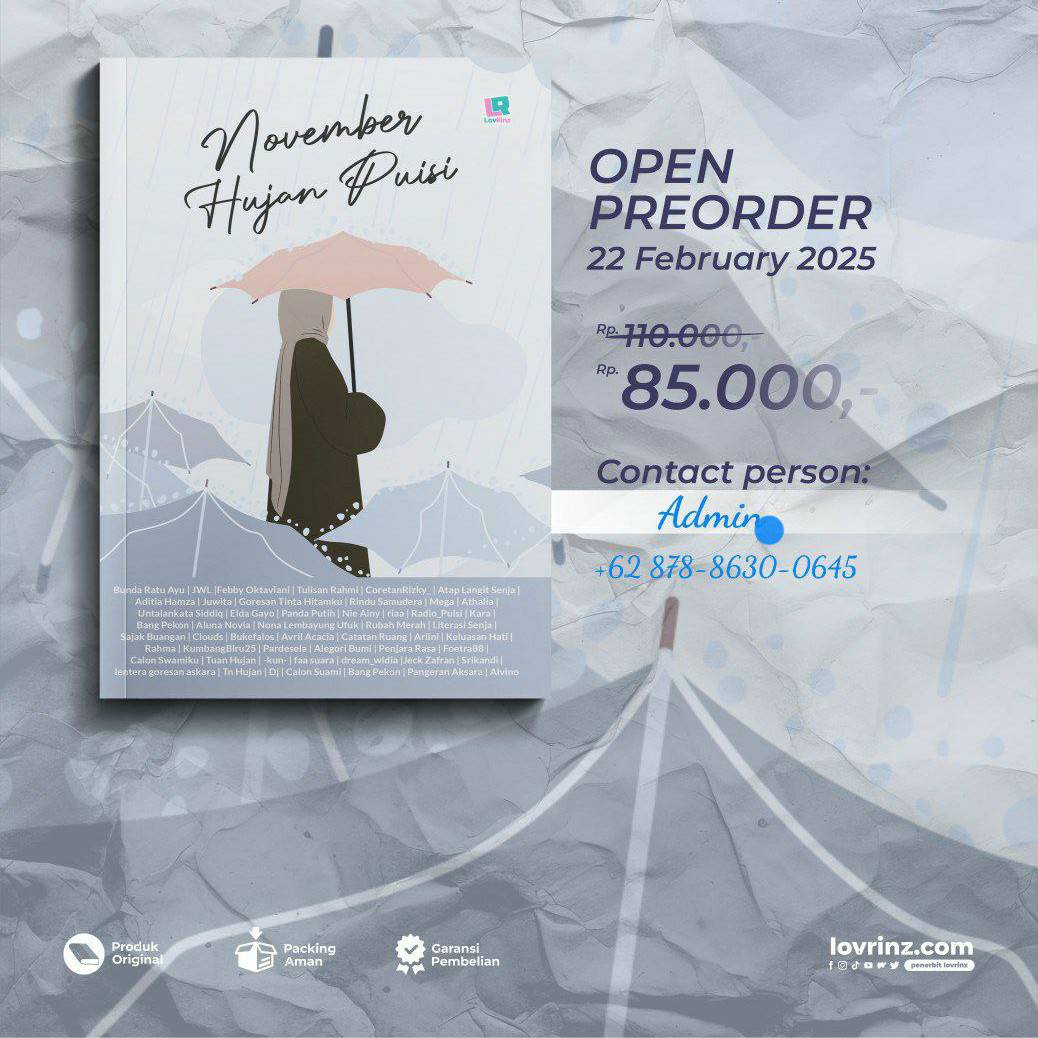 November
Hujan Puisi
LR
LovRinz
Bunda Ratu Ayu | JWL |Febby Oktaviani | Tulisan Rahmi | CoretanRizky_ | Atap Langit Senja |
Aditia Hamza | Juwita | Goresan Tinta Hitamku | Rindu Samudera | Mega | Athalia |
Untalankata Siddiq | Elda Gayo | Panda Putih | Nie Ainy | riaa | Radio_Puisi | Kara |
Bang Pekon | Aluna Novia | Nona Lembayung Ufuk | Rubah Merah | Literasi Senja |
Sajak Buangan | Clouds | Bukefalos | Avril Acacia | Catatan Ruang | Arlini | Keluasan Hati |
Rahma | KumbangBiru25 | Pardesela | Alegori Bumi | Penjara Rasa | Foetra88 |
Calon Swamiku | Tuan Hujan | -kun- | faa suara | dream_widia |Jeck Zafran | Srikandi |
lentera goresan askara | Tn Hujan | Dj | Calon Suami | Bang Pekon | Pangeran Aksara | Alvino
OPEN
PREORDER
22 February 2025
Rp. 110.000,-
Rp. 85.000,-
Contact person:
Admin
+62 878-8630-0645
Produk
Original
Packing
Aman
Garansi
Pembelian
lovrinz.com
penerbit lovrinz